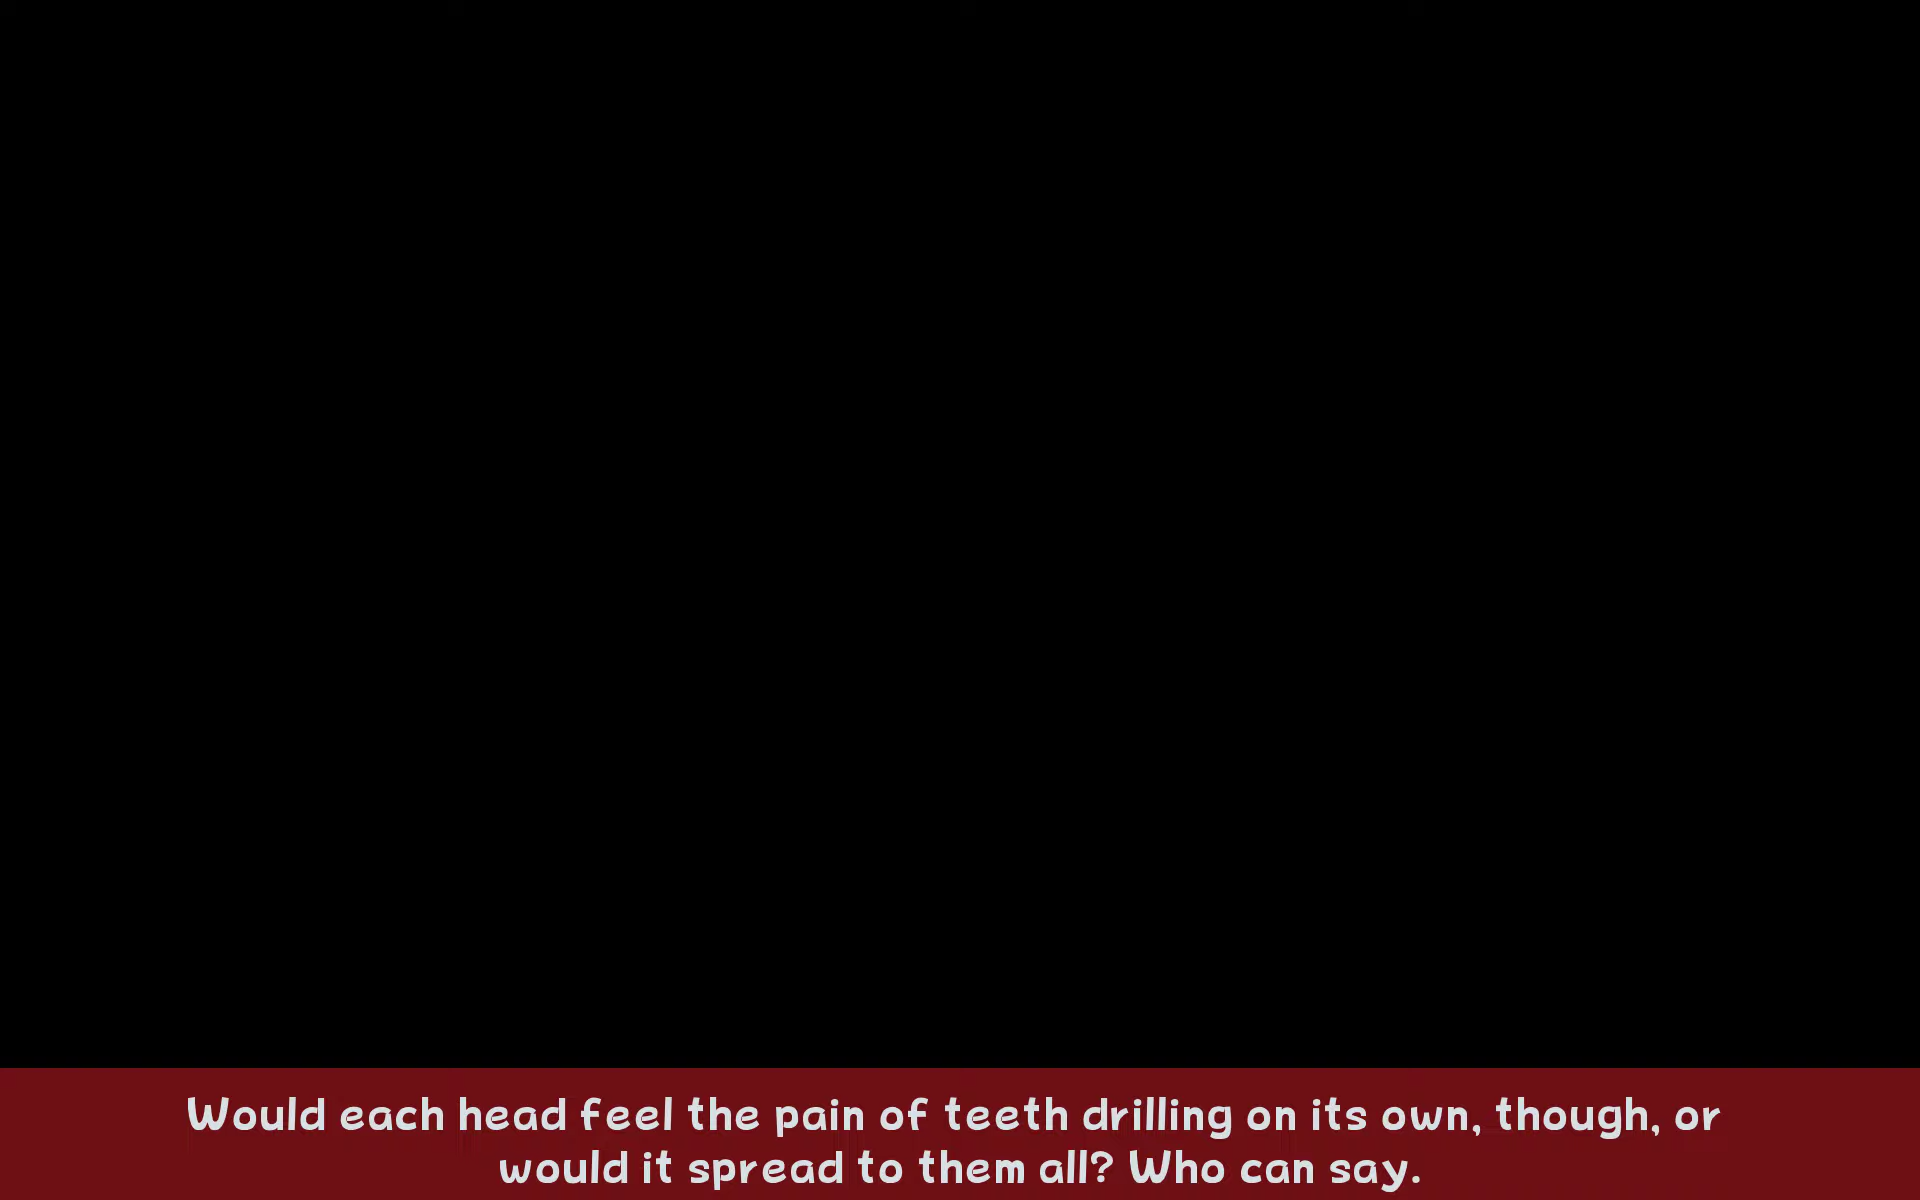 Would each head feel the pain of teeth drilling on its own, though, or
would it spread to them all? Who can say.